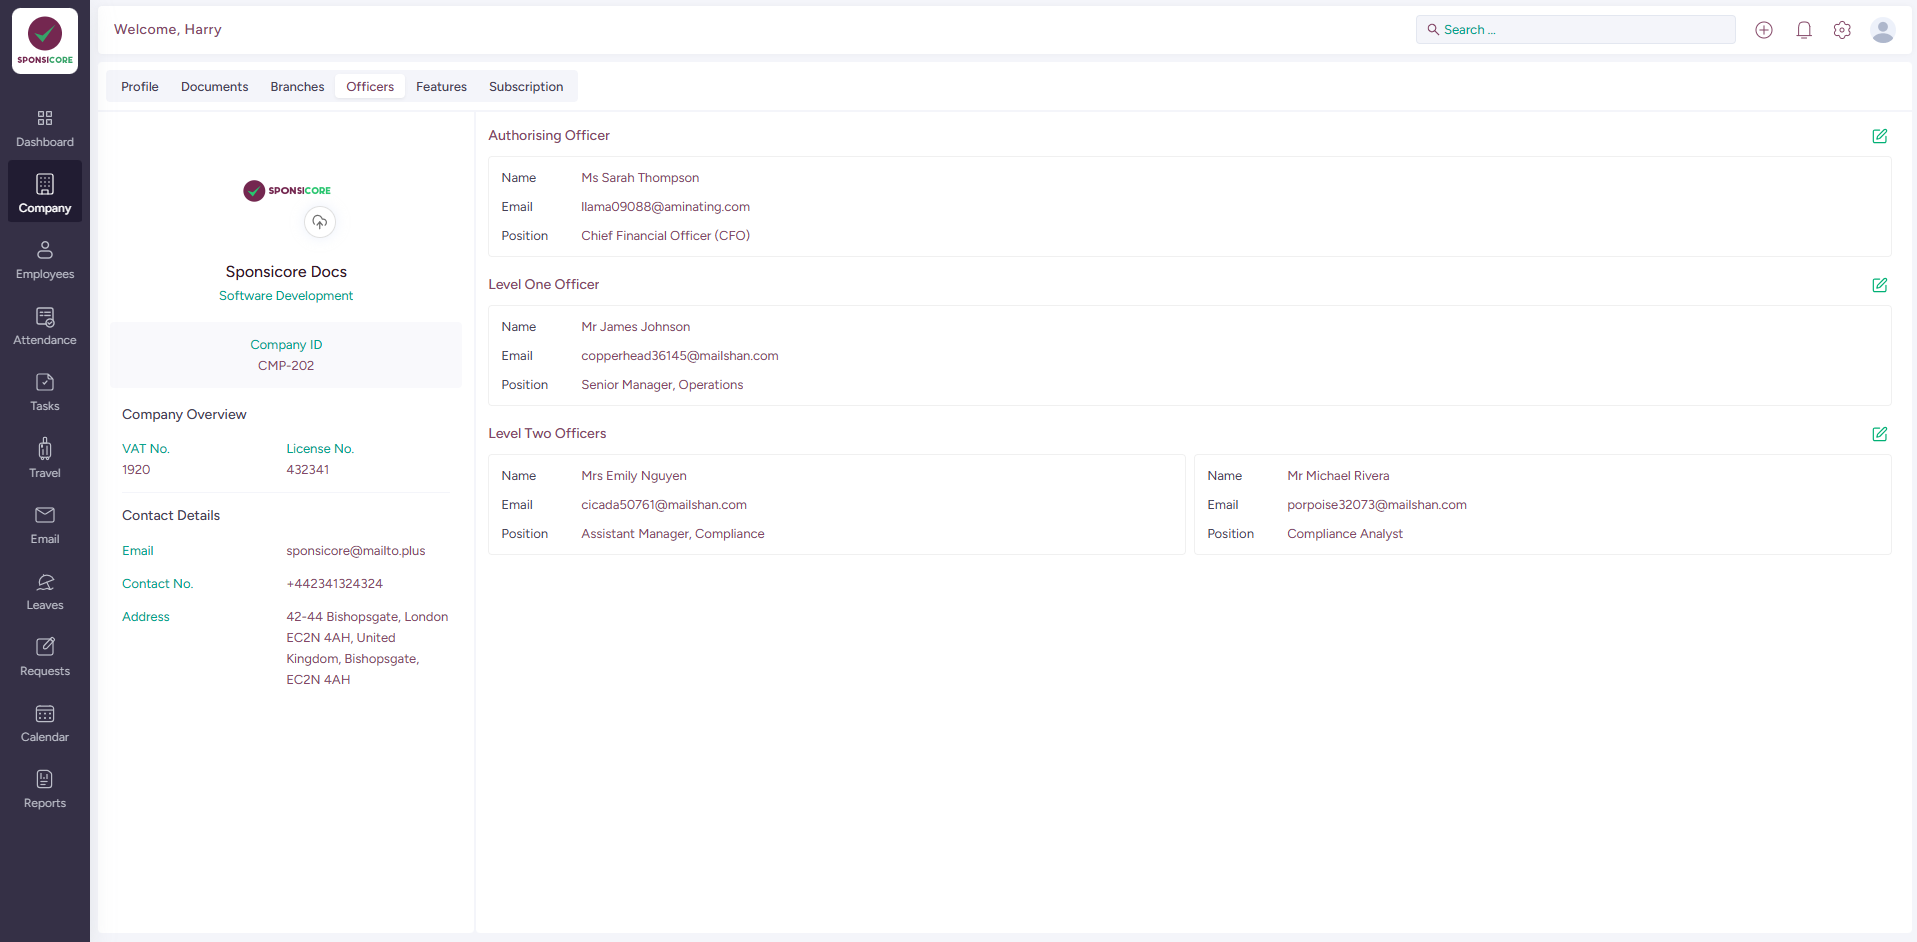 SPONSICORE
Dashboard
Company
Employees
Attendance
Tasks
Travel
Email
Leaves
Requests
Calendar
Reports
Welcome, Harry
Search ...
Profile Documents Branches Officers Features Subscription
SPONSICORE
Sponsicore Docs
Software Development
Company ID
CMP-202
Company Overview
VAT No. License No.
1920 432341
Contact Details
Email sponsicore@mailto.plus
Contact No. +442341324324
Address 42-44 Bishopsgate, London
EC2N 4AH, United
Kingdom, Bishopsgate,
EC2N 4AH
Authorising Officer
Name Ms Sarah Thompson
Email llama09088@aminating.com
Position Chief Financial Officer (CFO)
Level One Officer
Name Mr James Johnson
Email copperhead36145@mailshan.com
Position Senior Manager, Operations
Level Two Officers
Name Mrs Emily Nguyen
Email cicada50761@mailshan.com
Position Assistant Manager, Compliance
Name Mr Michael Rivera
Email porpoise32073@mailshan.com
Position Compliance Analyst